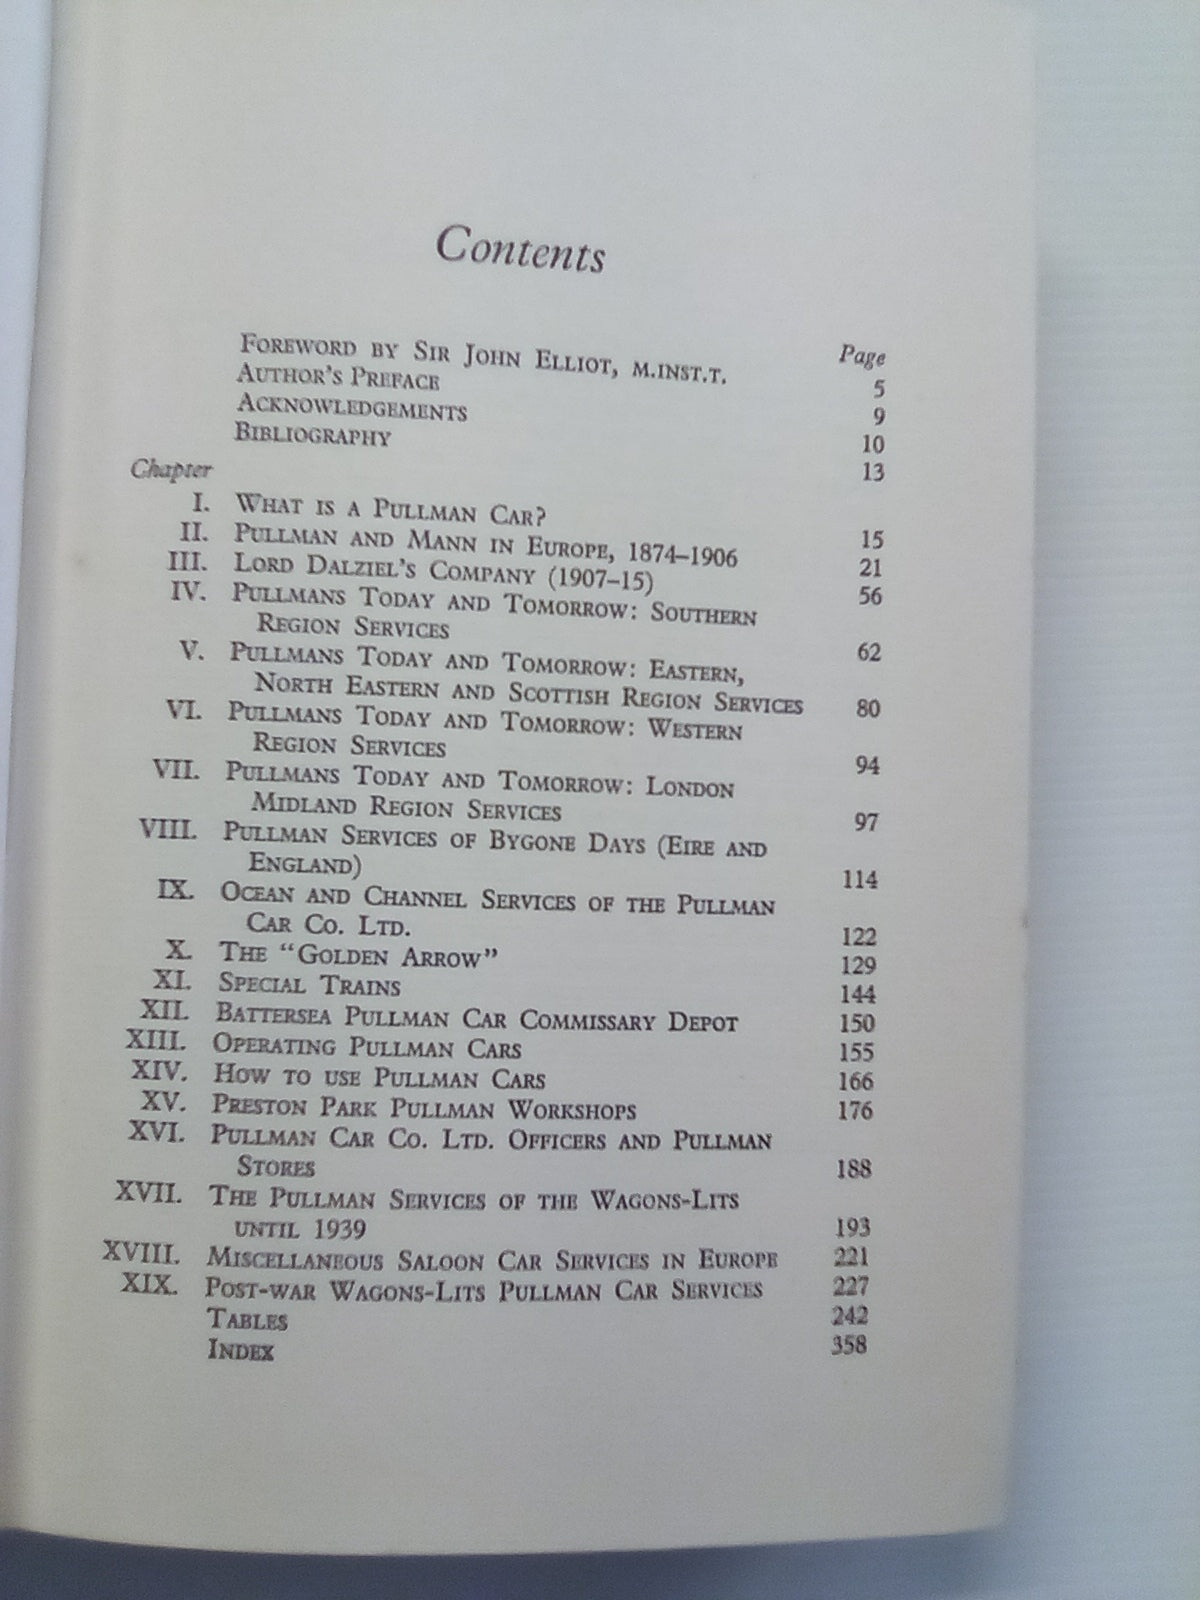 Contents
Page
FOREWORD BY SIR JOHN ELLIOT, M.INST.T. 5
AUTHOR'S PREFACE 9
ACKNOWLEDGEMENTS 10
BIBLIOGRAPHY 13
Chapter
I. WHAT IS A PULLMAN CAR? 15
II. PULLMAN AND MANN IN EUROPE, 1874–1906 21
III. LORD DALZIEL'S COMPANY (1907–15) 56
IV. PULLMANS TODAY AND TOMORROW: SOUTHERN
REGION SERVICES 62
V. PULLMANS TODAY AND TOMORROW: EASTERN,
NORTH EASTERN AND SCOTTISH REGION SERVICES 80
VI. PULLMANS TODAY AND TOMORROW: WESTERN
REGION SERVICES 94
VII. PULLMANS TODAY AND TOMORROW: LONDON
MIDLAND REGION SERVICES 97
VIII. PULLMAN SERVICES OF BYGONE DAYS (EIRE AND
ENGLAND) 114
IX. OCEAN AND CHANNEL SERVICES OF THE PULLMAN
CAR CO. LTD. 122
X. THE "GOLDEN ARROW" 129
XI. SPECIAL TRAINS 144
XII. BATTERSEA PULLMAN CAR COMMISSARY DEPOT 150
XIII. OPERATING PULLMAN CARS 155
XIV. HOW TO USE PULLMAN CARS 166
XV. PRESTON PARK PULLMAN WORKSHOPS 176
XVI. PULLMAN CAR CO. LTD. OFFICERS AND PULLMAN
STORES 188
XVII. THE PULLMAN SERVICES OF THE WAGONS-LITS
UNTIL 1939 193
XVIII. MISCELLANEOUS SALOON CAR SERVICES IN EUROPE 221
XIX. POST-WAR WAGONS-LITS PULLMAN CAR SERVICES 227
TABLES 242
INDEX 358